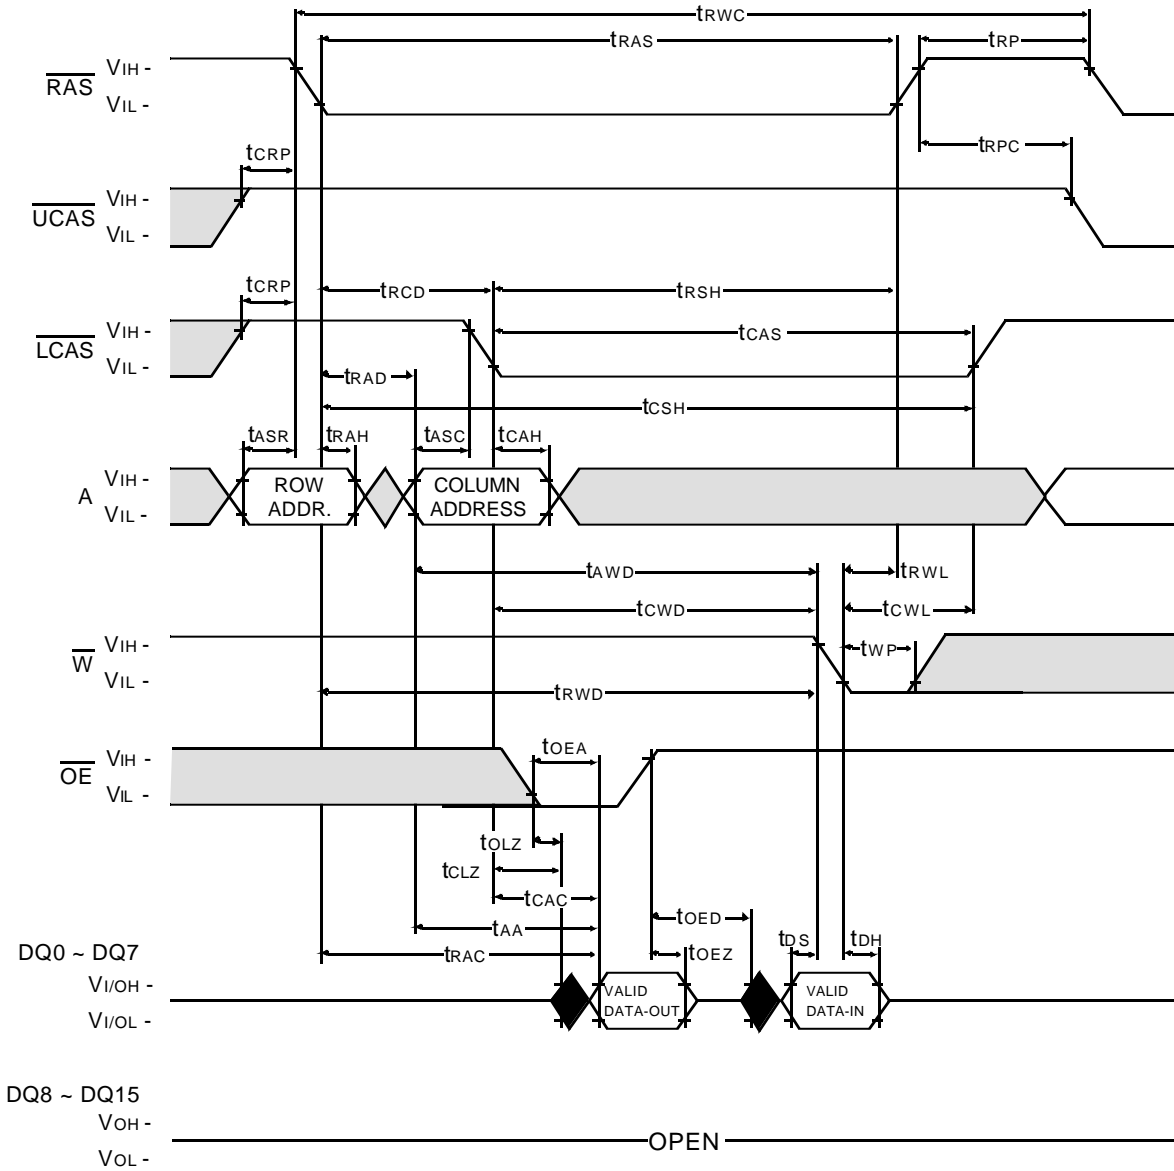 tRWC
tRAS
tRP
RAS
VIH -
VIL -
tRPC
tCRP
UCAS
VIH -
VIL -
tCRP
tRCD
tRSH
LCAS
VIH -
VIL -
tCAS
tRAD
tCSH
tASR
tRAH
tASC
tCAH
A
VIH -
VIL -
ROW
ADDR.
COLUMN
ADDRESS
tAWD
tRWL
tCWD
tCWL
W
VIH -
VIL -
tWP
tRWD
OE
VIH -
VIL -
tOEA
tOLZ
tCLZ
tCAC
tOED
tAA
tDS
tDH
tRAC
tOEZ
DQ0 ~ DQ7
VI/OH -
VI/OL -
VALID
DATA-OUT
VALID
DATA-IN
DQ8 ~ DQ15
VOH -
VOL -
OPEN